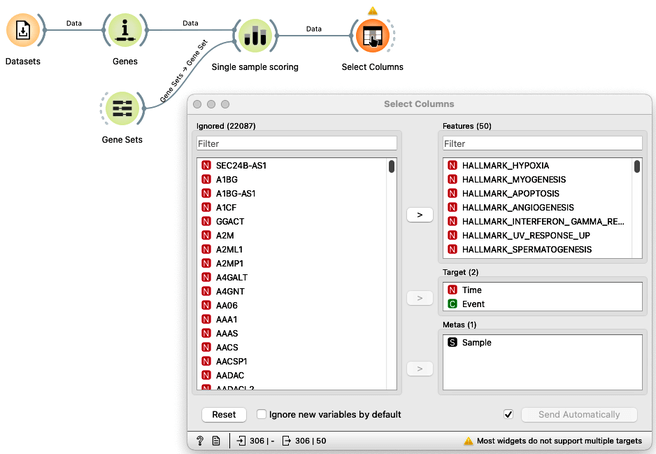 Data
Data
Data
Datasets
Genes
Single sample scoring
Select Columns
Gene Sets → Gene Set
Gene Sets
Select Columns
Ignored (22087)
Filter
N SEC24B-AS1
N A1BG
N A1BG-AS1
N A1CF
N GGACT
N A2M
N A2ML1
N A2MP1
N A4GALT
N A4GNT
N AA06
N AAA1
N AAAS
N AACS
N AACSP1
N AADAC
N AADACL2
>
>
>
Features (50)
Filter
N HALLMARK_HYPOXIA
N HALLMARK_MYOGENESIS
N HALLMARK_APOPTOSIS
N HALLMARK_ANGIOGENESIS
N HALLMARK_INTERFERON_GAMMA_RE...
N HALLMARK_UV_RESPONSE_UP
N HALLMARK_SPERMATOGENESIS
Target (2)
N Time
C Event
Metas (1)
S Sample
Reset
Ignore new variables by default
Send Automatically
? 306 | - 306 | 50
Most widgets do not support multiple targets